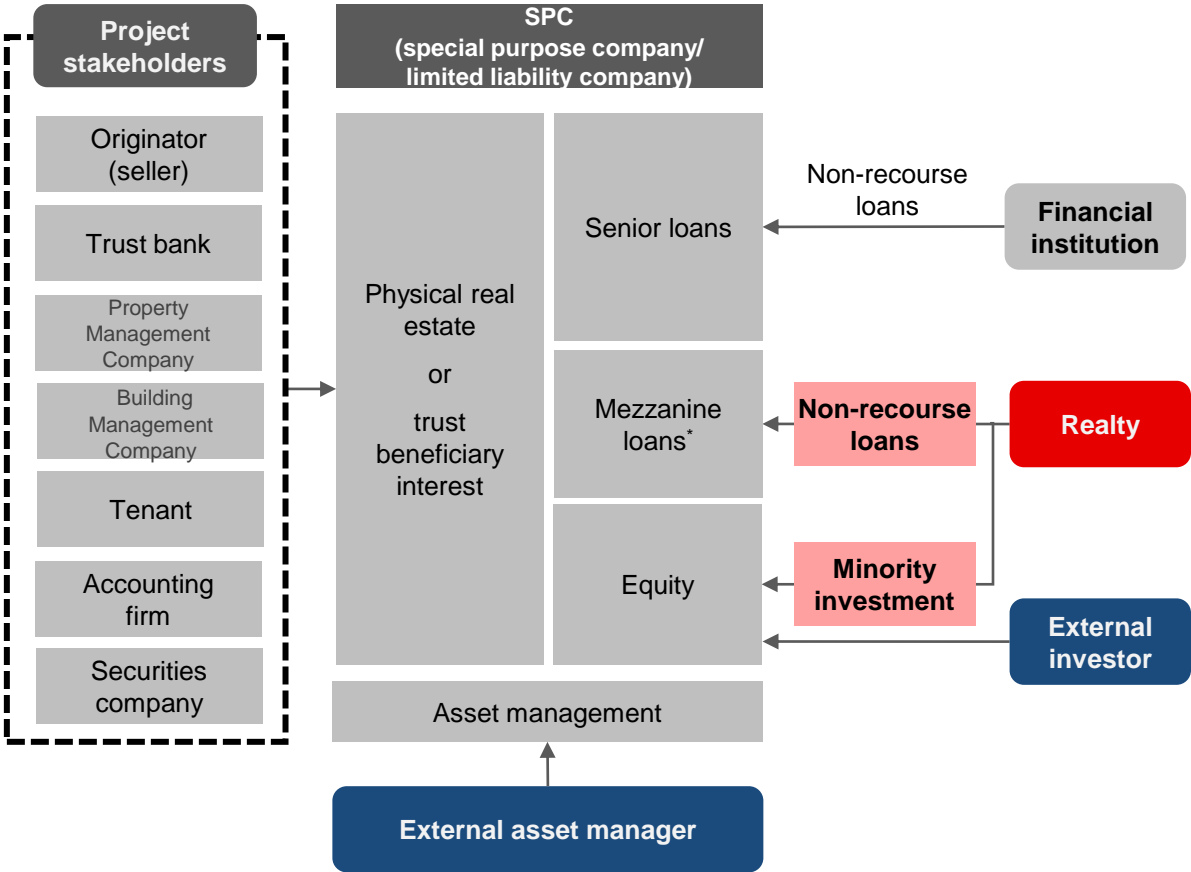 Project
stakeholders
Originator
(seller)
Trust bank
Property
Management
Company
Building
Management
Company
Tenant
Accounting
firm
Securities
company
SPC
(special purpose company/
limited liability company)
Physical real
estate
or
trust
beneficiary
interest
Senior loans
Mezzanine
loans*
Equity
Asset management
External asset manager
Non-recourse
loans
Financial
institution
Non-recourse
loans
Realty
Minority
investment
External
investor